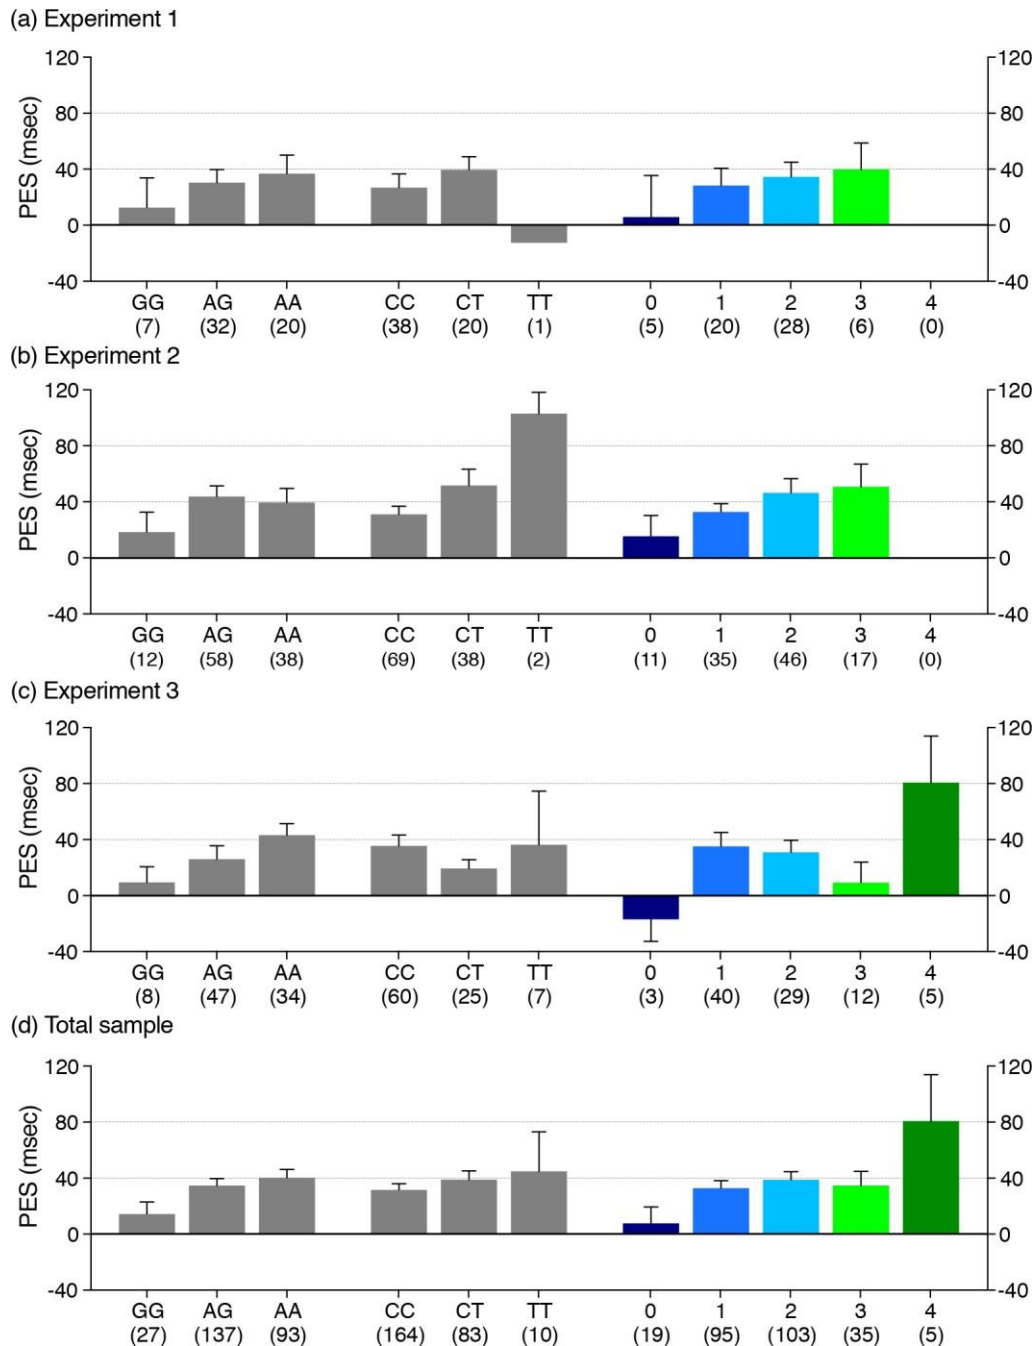 (a) Experiment 1
120 120
80 80
40 40
0 0
-40 -40
PES (msec)
GG AG AA CC CT TT 0 1 2 3 4
(7) (32) (20) (38) (20) (1) (5) (20) (28) (6) (0)
(b) Experiment 2
120 120
80 80
40 40
0 0
-40 -40
PES (msec)
GG AG AA CC CT TT 0 1 2 3 4
(12) (58) (38) (69) (38) (2) (11) (35) (46) (17) (0)
(c) Experiment 3
120 120
80 80
40 40
0 0
-40 -40
PES (msec)
GG AG AA CC CT TT 0 1 2 3 4
(8) (47) (34) (60) (25) (7) (3) (40) (29) (12) (5)
(d) Total sample
120 120
80 80
40 40
0 0
-40 -40
PES (msec)
GG AG AA CC CT TT 0 1 2 3 4
(27) (137) (93) (164) (83) (10) (19) (95) (103) (35) (5)